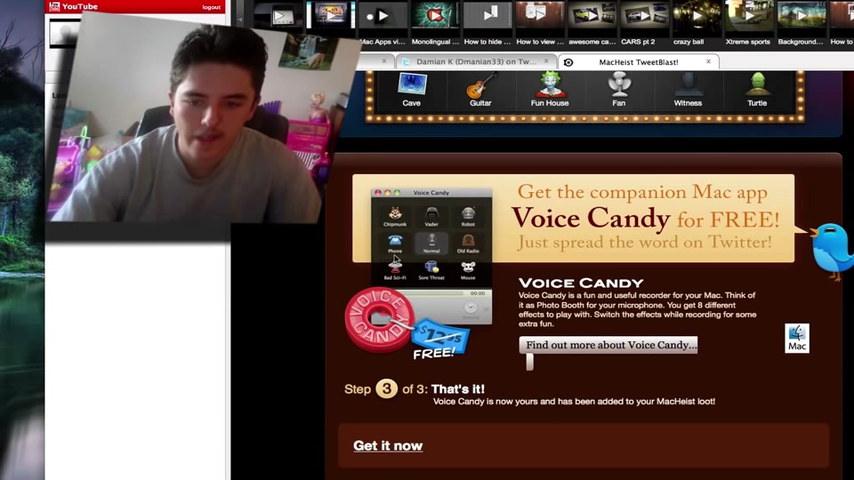 YouTube
logout
Mac Apps vi...
Monolingual ...
How to hide ...
How to view ...
awesome ca...
CARS pt 2
crazy ball
Xtreme sports
Background...
How to
Damian K (Dmanian33) on Tw...
MacHeist TweetBlast!
Cave
Guitar
Fun House
Fan
Witness
Turtle
Voice Candy
Chipmunk
Vader
Robot
Phone
Normal
Old Radio
Bad Sci-Fi
Sore Throat
Mouse
00:00
VOICE CANDY
$12.95
FREE!
Get the companion Mac app
Voice Candy for FREE!
Just spread the word on Twitter!
VOICE CANDY
Voice Candy is a fun and useful recorder for your Mac. Think of
it as Photo Booth for your microphone. You get 8 different
effects to play with. Switch the effects while recording for some
extra fun.
Find out more about Voice Candy...
Mac
Step 3 of 3: That's it!
Voice Candy is now yours and has been added to your MacHeist loot!
Get it now